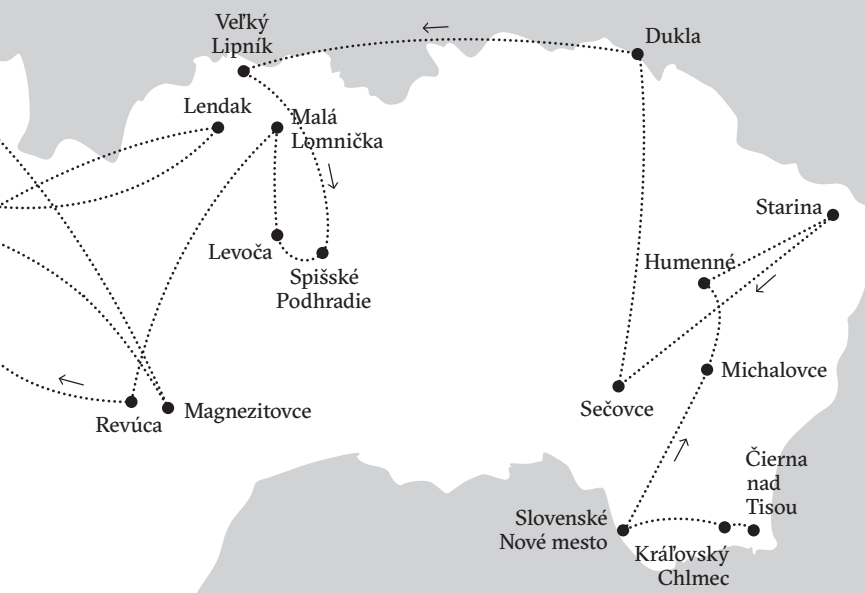 Veľký
Lipník
Dukla
Lendak
Malá
Lomnička
Starina
Levoča
Humenné
Spišské
Podhradie
Michalovce
Sečovce
Magnezitovce
Revúca
Čierna
nad
Tisou
Slovenské
Nové mesto
Kráľovský
Chlmec